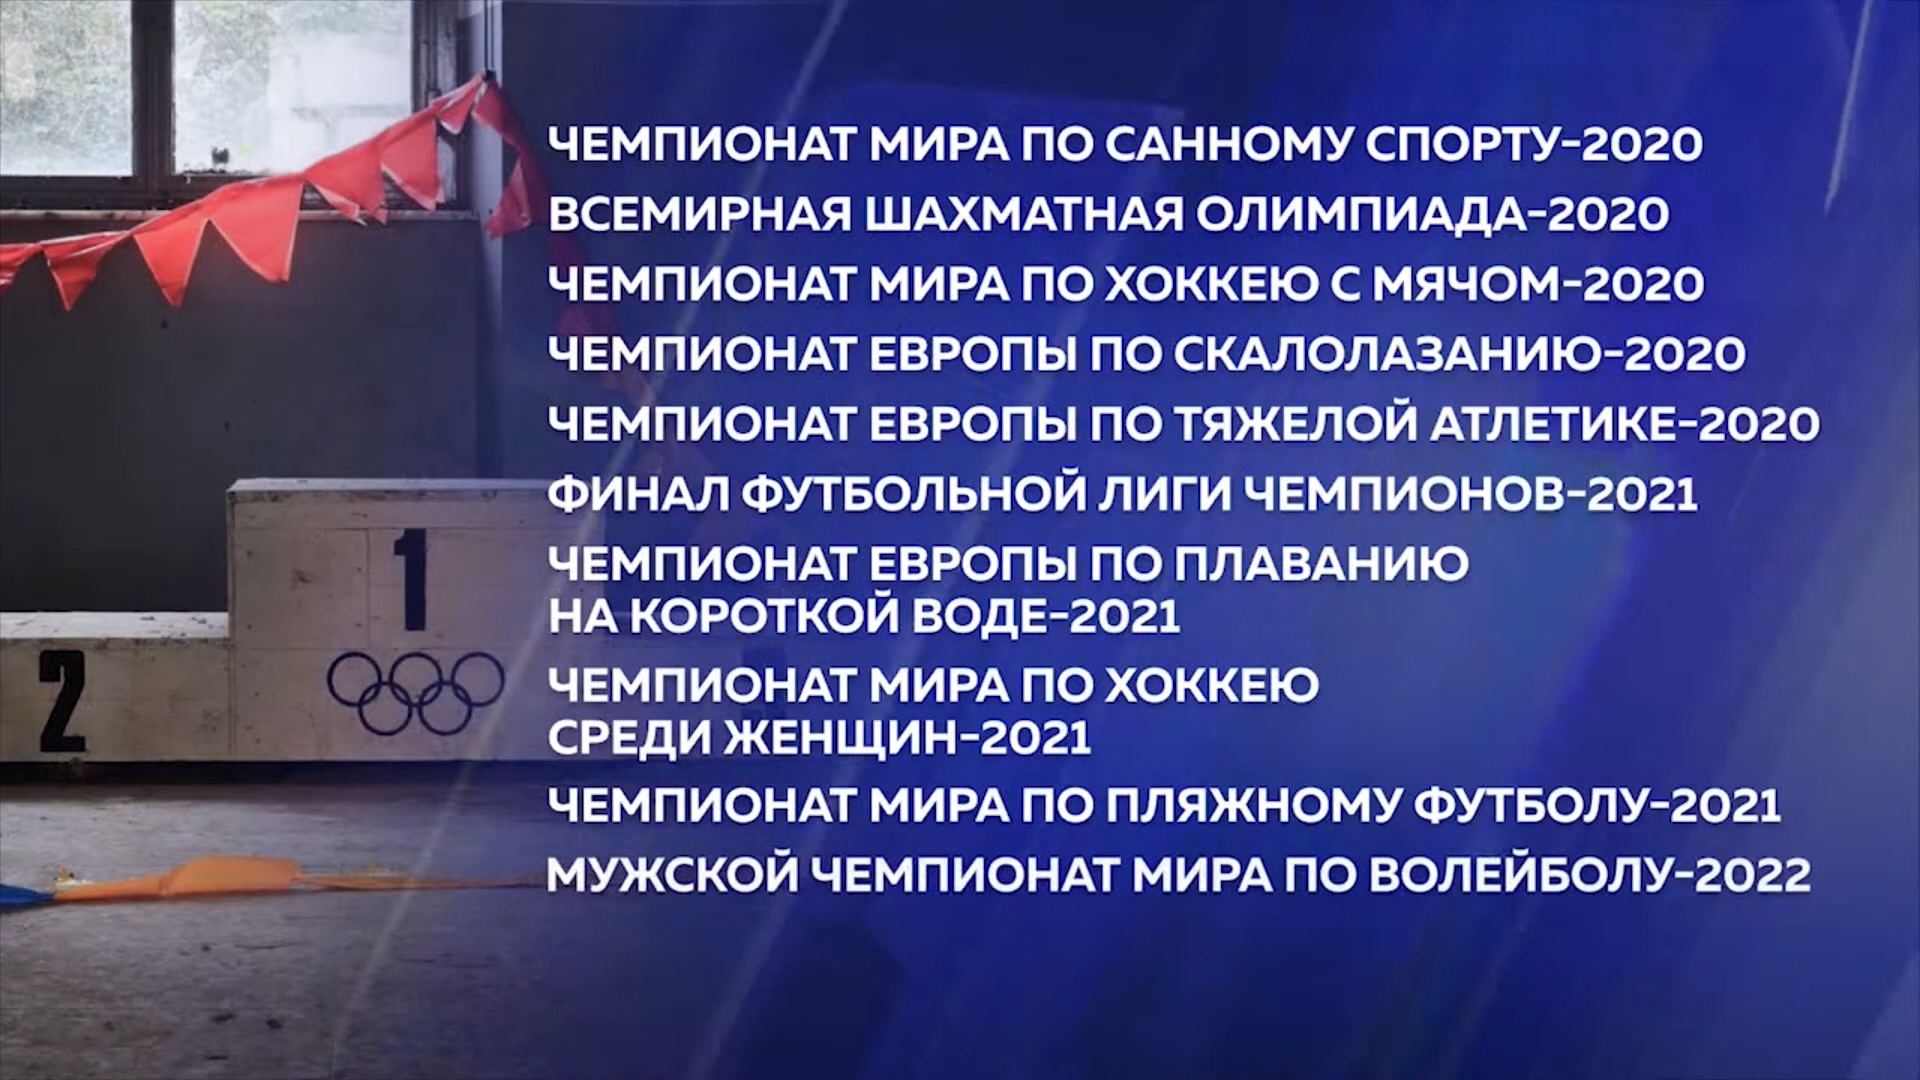 ЧЕМПИОНАТ МИРА ПО САННОМУ СПОРТУ-2020
ВСЕМИРНАЯ ШАХМАТНАЯ ОЛИМПИАДА-2020
ЧЕМПИОНАТ МИРА ПО ХОККЕЮ С МЯЧОМ-2020
ЧЕМПИОНАТ ЕВРОПЫ ПО СКАЛОЛАЗАНИЮ-2020
ЧЕМПИОНАТ ЕВРОПЫ ПО ТЯЖЕЛОЙ АТЛЕТИКЕ-2020
ФИНАЛ ФУТБОЛЬНОЙ ЛИГИ ЧЕМПИОНОВ-2021
ЧЕМПИОНАТ ЕВРОПЫ ПО ПЛАВАНИЮ
НА КОРОТКОЙ ВОДЕ-2021
ЧЕМПИОНАТ МИРА ПО ХОККЕЮ
СРЕДИ ЖЕНЩИН-2021
ЧЕМПИОНАТ МИРА ПО ПЛЯЖНОМУ ФУТБОЛУ-2021
МУЖСКОЙ ЧЕМПИОНАТ МИРА ПО ВОЛЕЙБОЛУ-2022
1
2